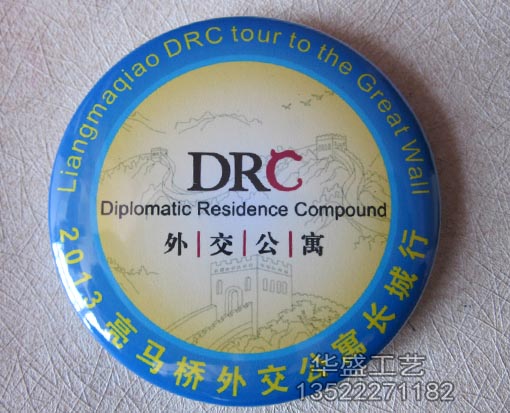 Liangmaqiao DRC tour to the Great Wall
DRC
Diplomatic Residence Compound
外|交|公|寓
2013亮马桥外交公寓长城行
华盛工艺
13522271182